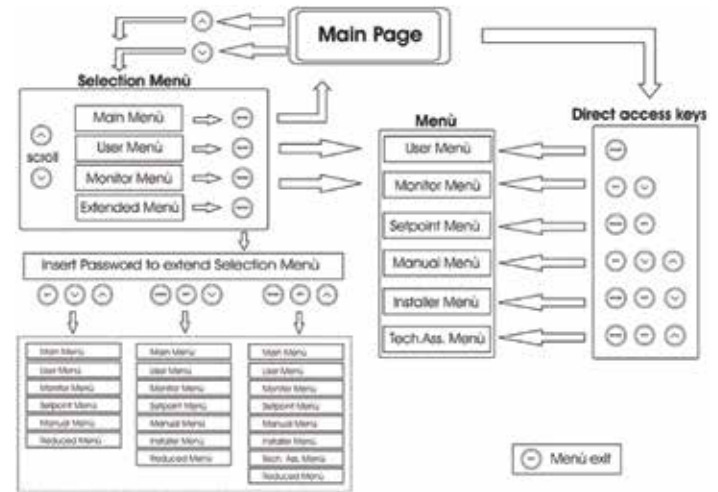 Main Page
Selection Menù
Main Menù
scroll
User Menù
Monitor Menù
Extended Menù
Insert Password to extend Selection Menù
Main Menù
User Menù
Monitor Menù
Setpoint Menù
Manual Menù
Reduced Menù
Main Menù
User Menù
Monitor Menù
Setpoint Menù
Manual Menù
Installer Menù
Reduced Menù
Main Menù
User Menù
Monitor Menù
Setpoint Menù
Manual Menù
Installer Menù
Tech. Ass. Menù
Reduced Menù
Menù
User Menù
Monitor Menù
Setpoint Menù
Manual Menù
Installer Menù
Tech.Ass. Menù
Direct access keys
Menù exit